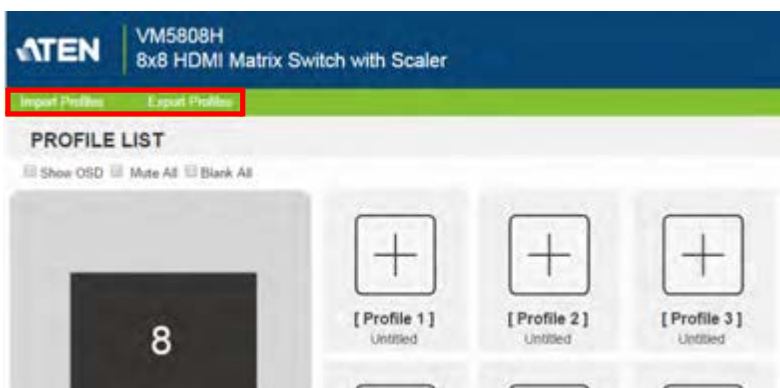 ATEN
VM5808H
8x8 HDMI Matrix Switch with Scaler
Import Profiles Export Profiles
PROFILE LIST
Show OSD Mute All Blank All
8
[ Profile 1 ] [ Profile 2 ] [ Profile 3 ]
Untitled Untitled Untitled